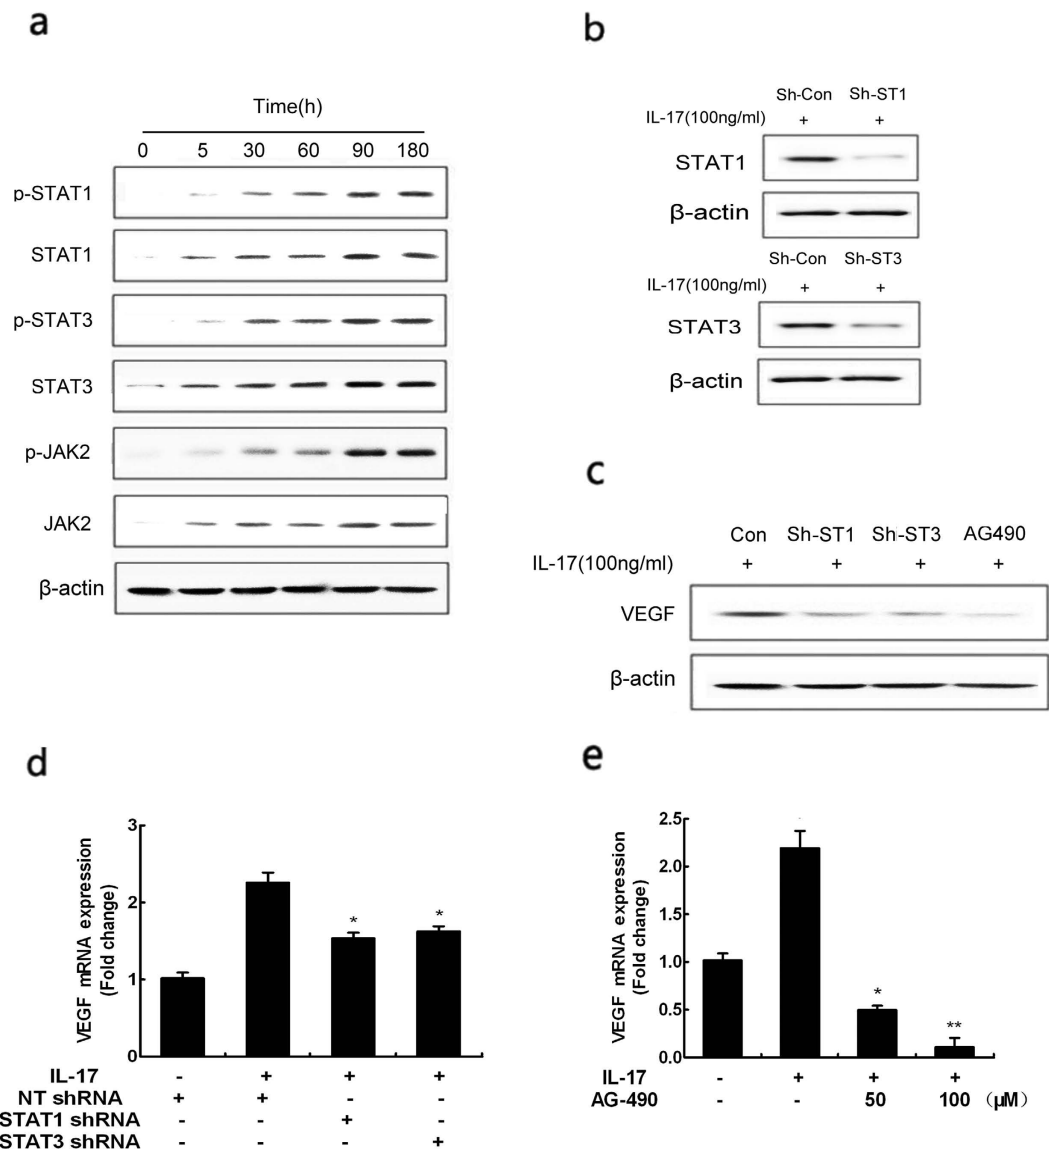 a
Time(h)
0 5 30 60 90 180
p-STAT1
STAT1
p-STAT3
STAT3
p-JAK2
JAK2
β-actin
b
Sh-Con Sh-ST1
IL-17(100ng/ml) + +
STAT1
β-actin
Sh-Con Sh-ST3
IL-17(100ng/ml) + +
STAT3
β-actin
c
Con Sh-ST1 Sh-ST3 AG490
IL-17(100ng/ml) + + + +
VEGF
β-actin
d
VEGF mRNA expression
(Fold change)
3
2
1
0
* *
IL-17 - + + +
NT shRNA + + - -
STAT1 shRNA - - + -
STAT3 shRNA - - - +
e
VEGF mRNA expression
(Fold change)
2.5
2.0
1.5
1.0
0.5
0.0
* **
IL-17 - + + +
AG-490 - - 50 100 (μM)